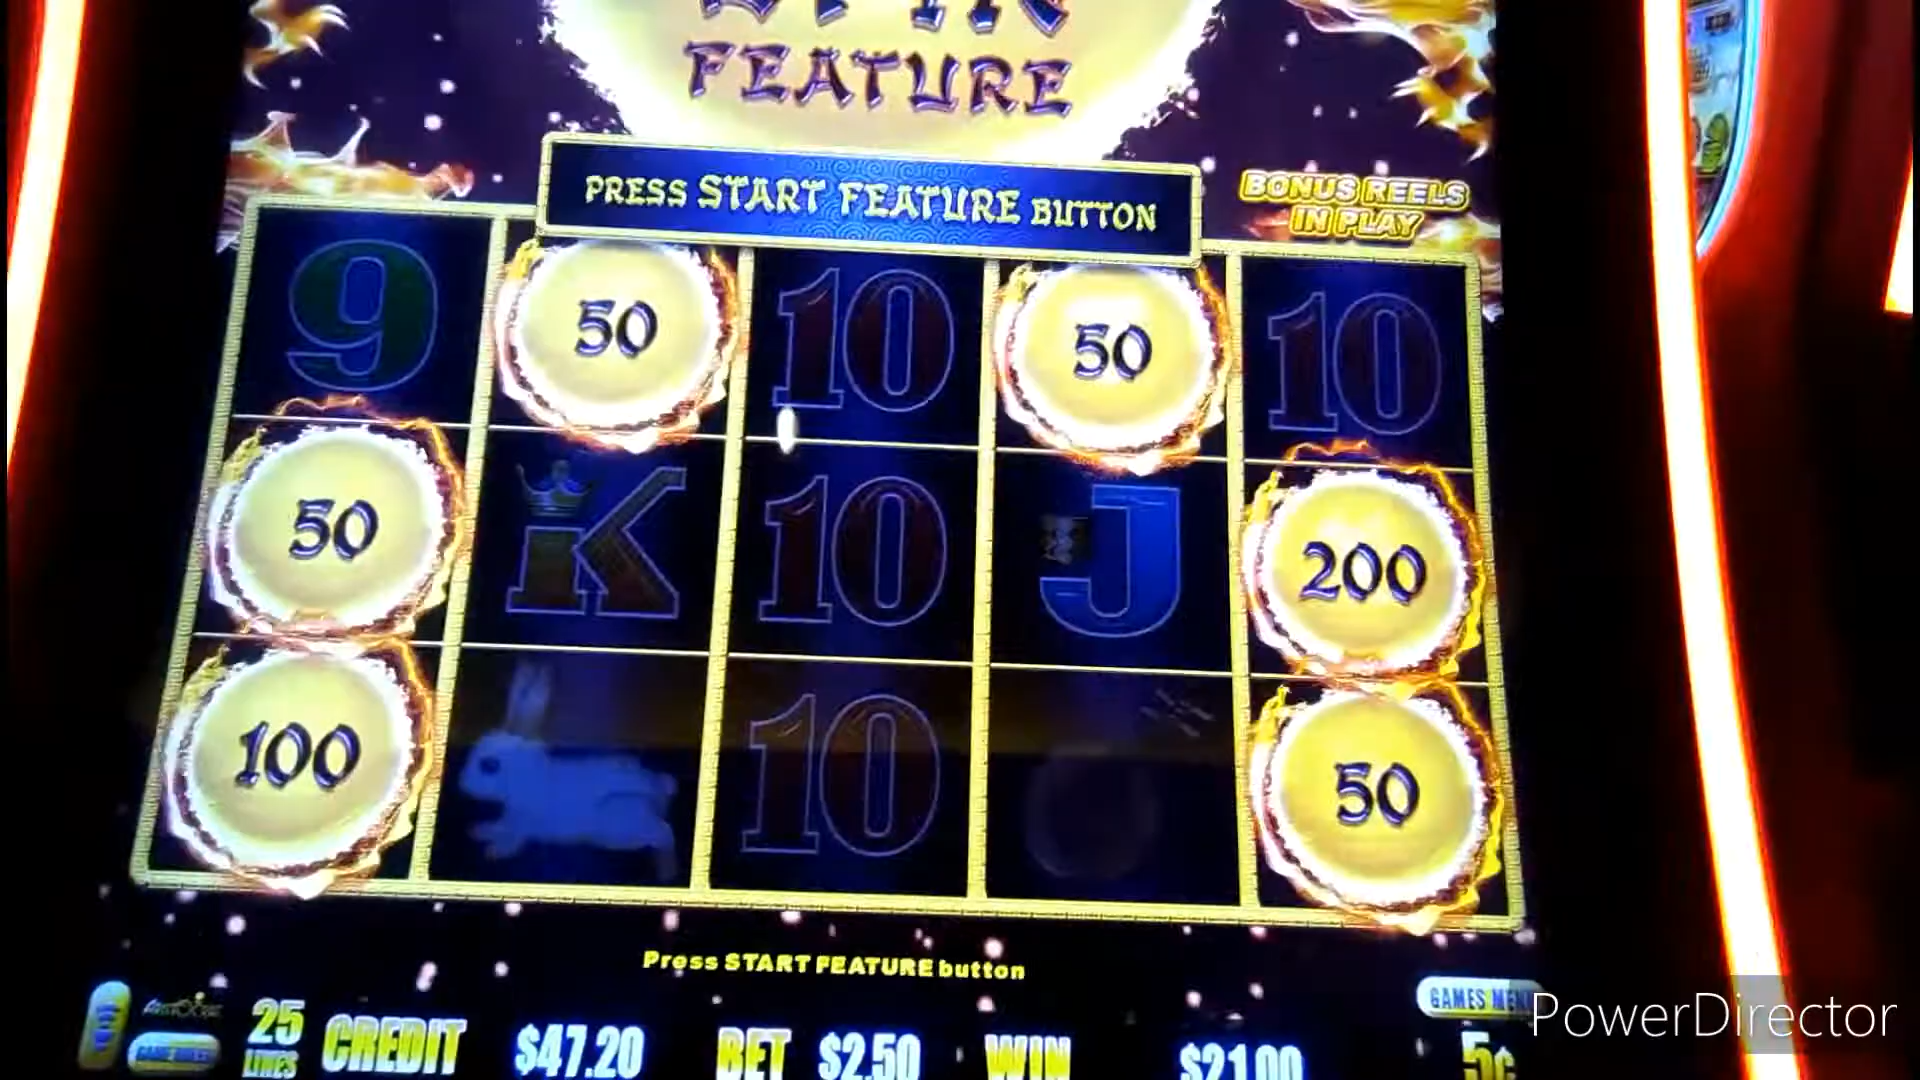 SPIN
FEATURE
PRESS START FEATURE BUTTON
BONUS REELS
IN PLAY
9 50 10 50 10
50 K 10 J 200
100 10 50
Press START FEATURE button
GAMES MENU
25
LINES
CREDIT $47.20 BET $2.50 WIN $21.00 5¢
PowerDirector